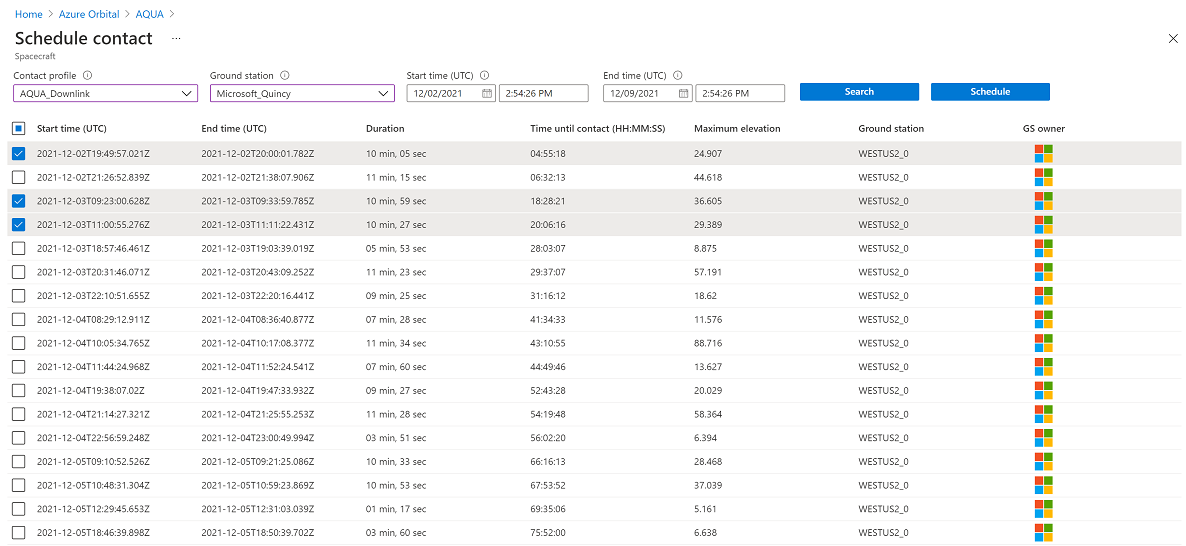 Home > Azure Orbital > AQUA >
Schedule contact ...
Spacecraft
Contact profile Ground station Start time (UTC) End time (UTC)
AQUA_Downlink Microsoft_Quincy 12/02/2021 2:54:26 PM 12/09/2021 2:54:26 PM Search Schedule
Start time (UTC) End time (UTC) Duration Time until contact (HH:MM:SS) Maximum elevation Ground station GS owner
2021-12-02T19:49:57.021Z 2021-12-02T20:00:01.782Z 10 min, 05 sec 04:55:18 24.907 WESTUS2_0
2021-12-02T21:26:52.839Z 2021-12-02T21:38:07.906Z 11 min, 15 sec 06:32:13 44.618 WESTUS2_0
2021-12-03T09:23:00.628Z 2021-12-03T09:33:59.785Z 10 min, 59 sec 18:28:21 36.605 WESTUS2_0
2021-12-03T11:00:55.276Z 2021-12-03T11:11:22.431Z 10 min, 27 sec 20:06:16 29.389 WESTUS2_0
2021-12-03T18:57:46.461Z 2021-12-03T19:03:39.019Z 05 min, 53 sec 28:03:07 8.875 WESTUS2_0
2021-12-03T20:31:46.071Z 2021-12-03T20:43:09.252Z 11 min, 23 sec 29:37:07 57.191 WESTUS2_0
2021-12-03T22:10:51.655Z 2021-12-03T22:20:16.441Z 09 min, 25 sec 31:16:12 18.62 WESTUS2_0
2021-12-04T08:29:12.911Z 2021-12-04T08:36:40.877Z 07 min, 28 sec 41:34:33 11.576 WESTUS2_0
2021-12-04T10:05:34.765Z 2021-12-04T10:17:08.377Z 11 min, 34 sec 43:10:55 88.716 WESTUS2_0
2021-12-04T11:44:24.968Z 2021-12-04T11:52:24.541Z 07 min, 60 sec 44:49:46 13.627 WESTUS2_0
2021-12-04T19:38:07.02Z 2021-12-04T19:47:33.932Z 09 min, 27 sec 52:43:28 20.029 WESTUS2_0
2021-12-04T21:14:27.321Z 2021-12-04T21:25:55.253Z 11 min, 28 sec 54:19:48 58.364 WESTUS2_0
2021-12-04T22:56:59.248Z 2021-12-04T23:00:49.994Z 03 min, 51 sec 56:02:20 6.394 WESTUS2_0
2021-12-05T09:10:52.526Z 2021-12-05T09:21:25.086Z 10 min, 33 sec 66:16:13 28.468 WESTUS2_0
2021-12-05T10:48:31.304Z 2021-12-05T10:59:23.869Z 10 min, 53 sec 67:53:52 37.039 WESTUS2_0
2021-12-05T12:29:45.653Z 2021-12-05T12:31:03.039Z 01 min, 17 sec 69:35:06 5.161 WESTUS2_0
2021-12-05T18:46:39.898Z 2021-12-05T18:50:39.702Z 03 min, 60 sec 75:52:00 6.638 WESTUS2_0